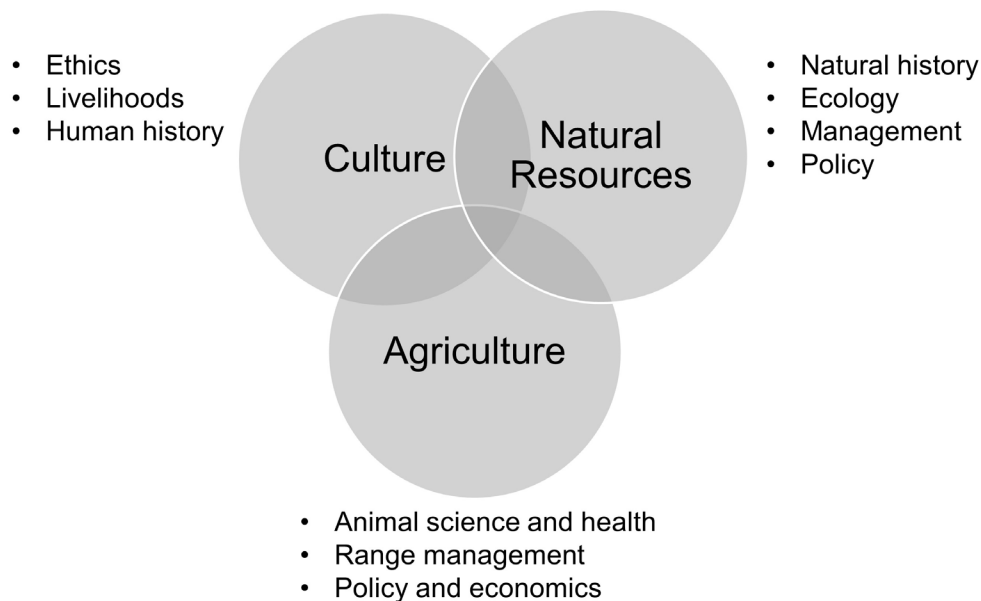 • Ethics
• Livelihoods
• Human history
Culture
Natural
Resources
• Natural history
• Ecology
• Management
• Policy
Agriculture
• Animal science and health
• Range management
• Policy and economics